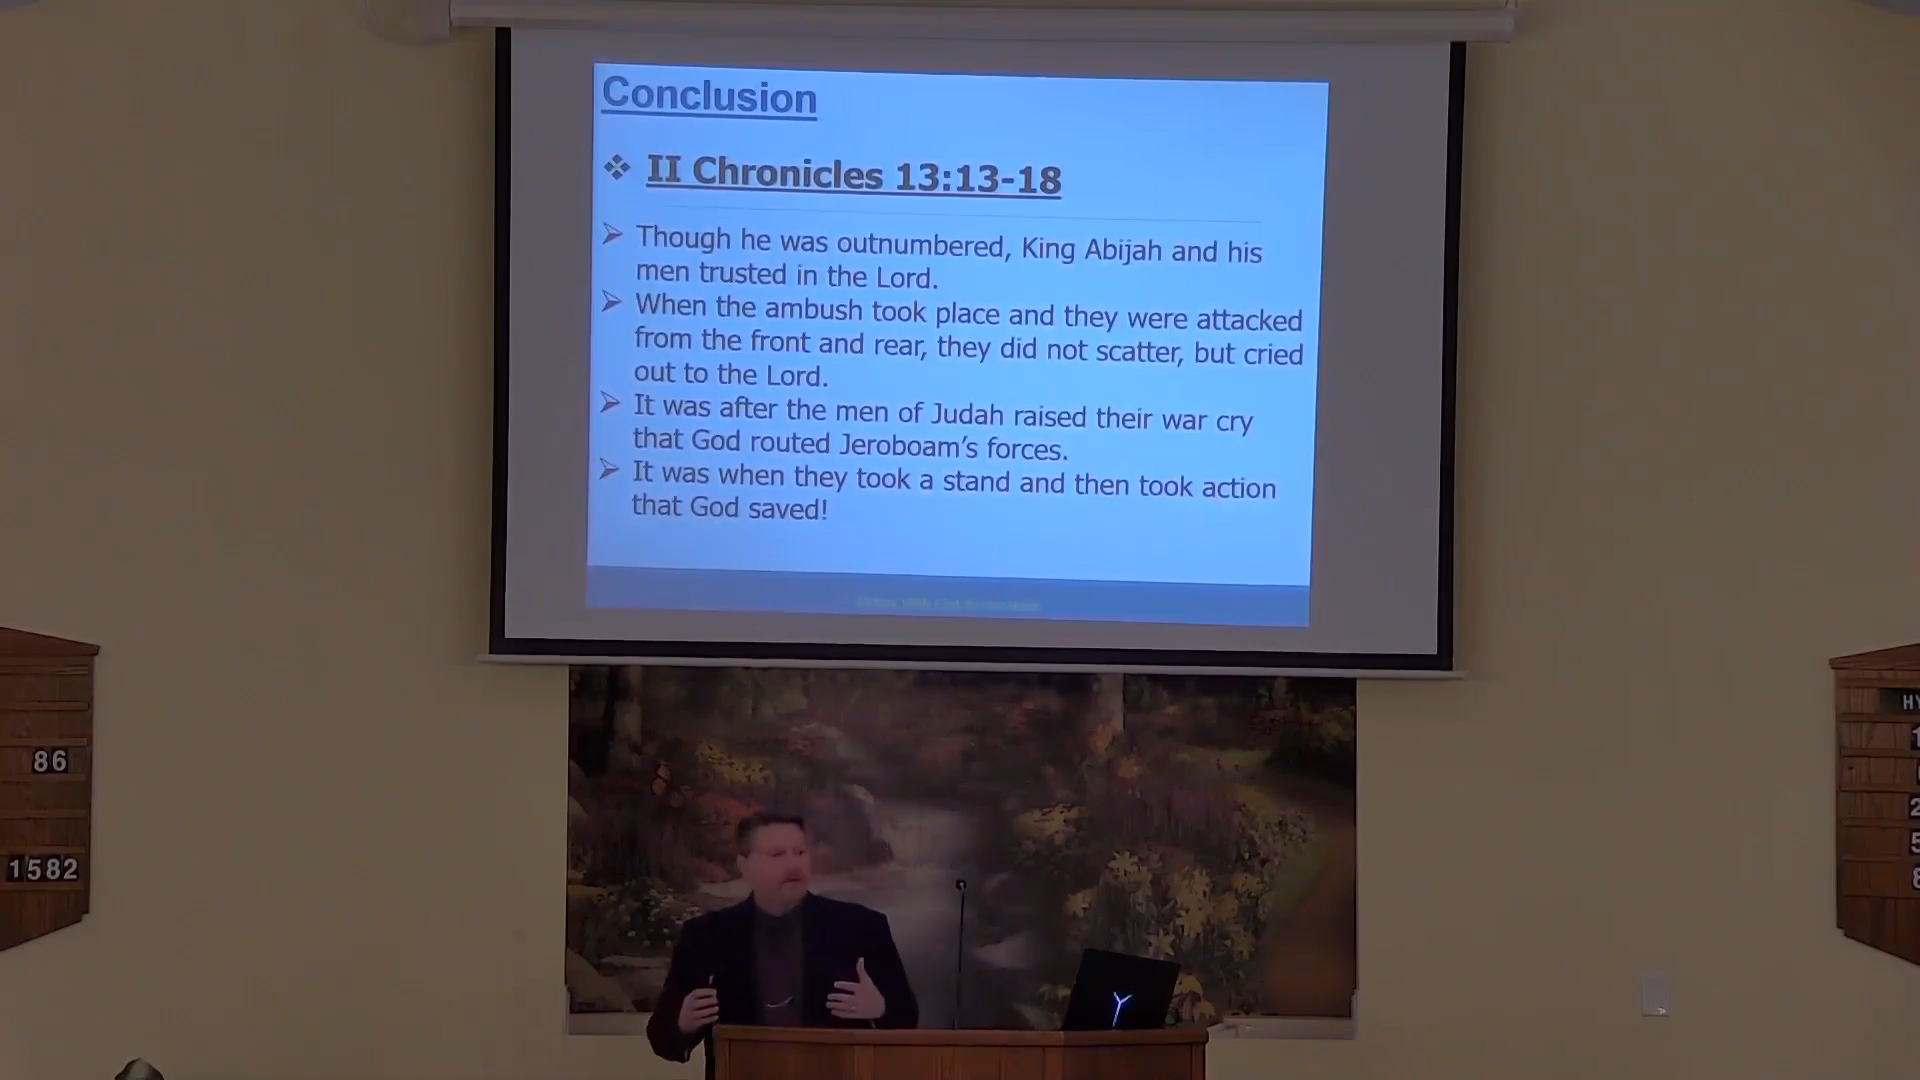 Conclusion
❖ II Chronicles 13:13-18
➢ Though he was outnumbered, King Abijah and his
men trusted in the Lord.
➢ When the ambush took place and they were attacked
from the front and rear, they did not scatter, but cried
out to the Lord.
➢ It was after the men of Judah raised their war cry
that God routed Jeroboam’s forces.
➢ It was when they took a stand and then took action
that God saved!
86
1582